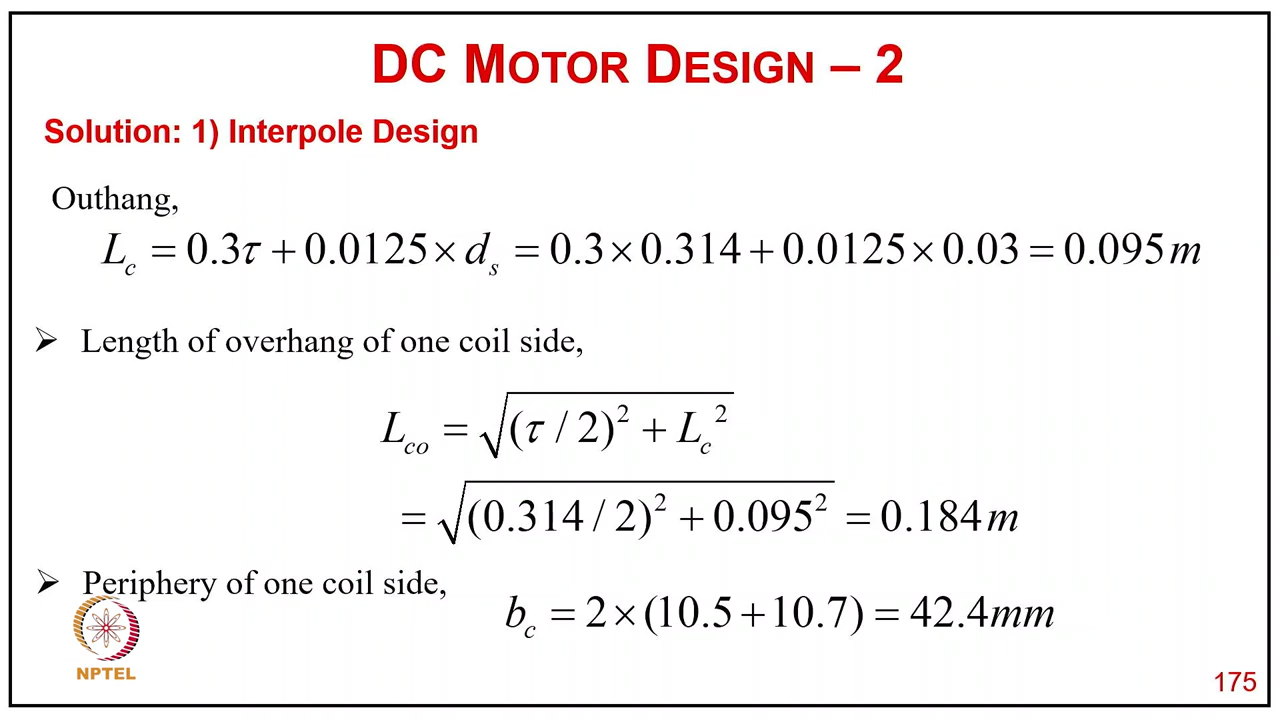 DC MOTOR DESIGN – 2
Solution: 1) Interpole Design
Outhang,
L_c = 0.3τ + 0.0125 × d_s = 0.3 × 0.314 + 0.0125 × 0.03 = 0.095 m
➢ Length of overhang of one coil side,
L_co = √((τ / 2)² + L_c²)
= √((0.314 / 2)² + 0.095²) = 0.184 m
➢ Periphery of one coil side,
b_c = 2 × (10.5 + 10.7) = 42.4 mm
NPTEL
175